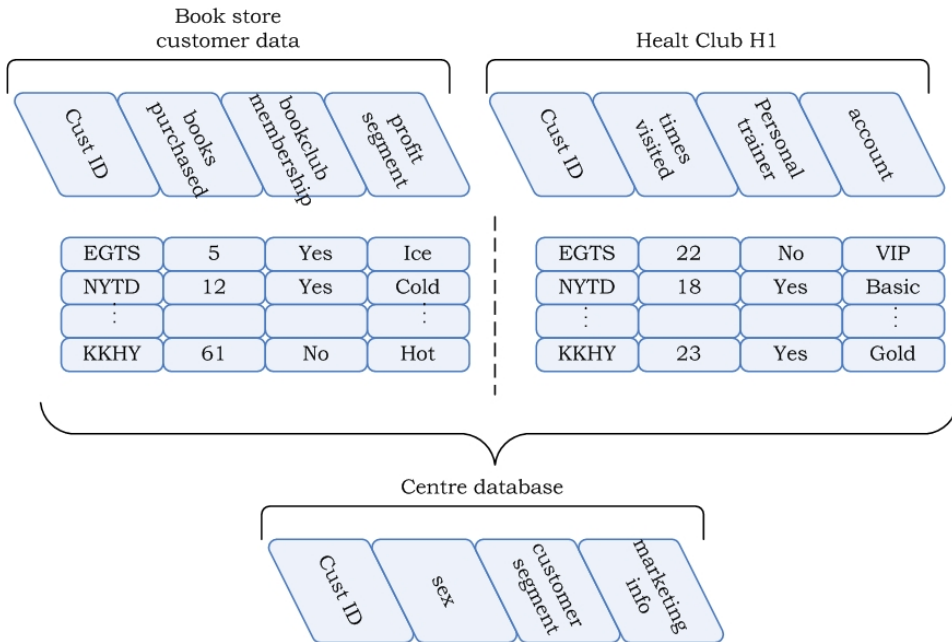 Book store
customer data
Healt Club H1
Cust ID
books
purchased
bookclub
membership
profit
segment
Cust ID
times
visited
Personal
trainer
account
EGTS 5 Yes Ice
NYTD 12 Yes Cold
⋮ ⋮
KKHY 61 No Hot
EGTS 22 No VIP
NYTD 18 Yes Basic
⋮ ⋮
KKHY 23 Yes Gold
Centre database
Cust ID
sex
customer
segment
marketing
info